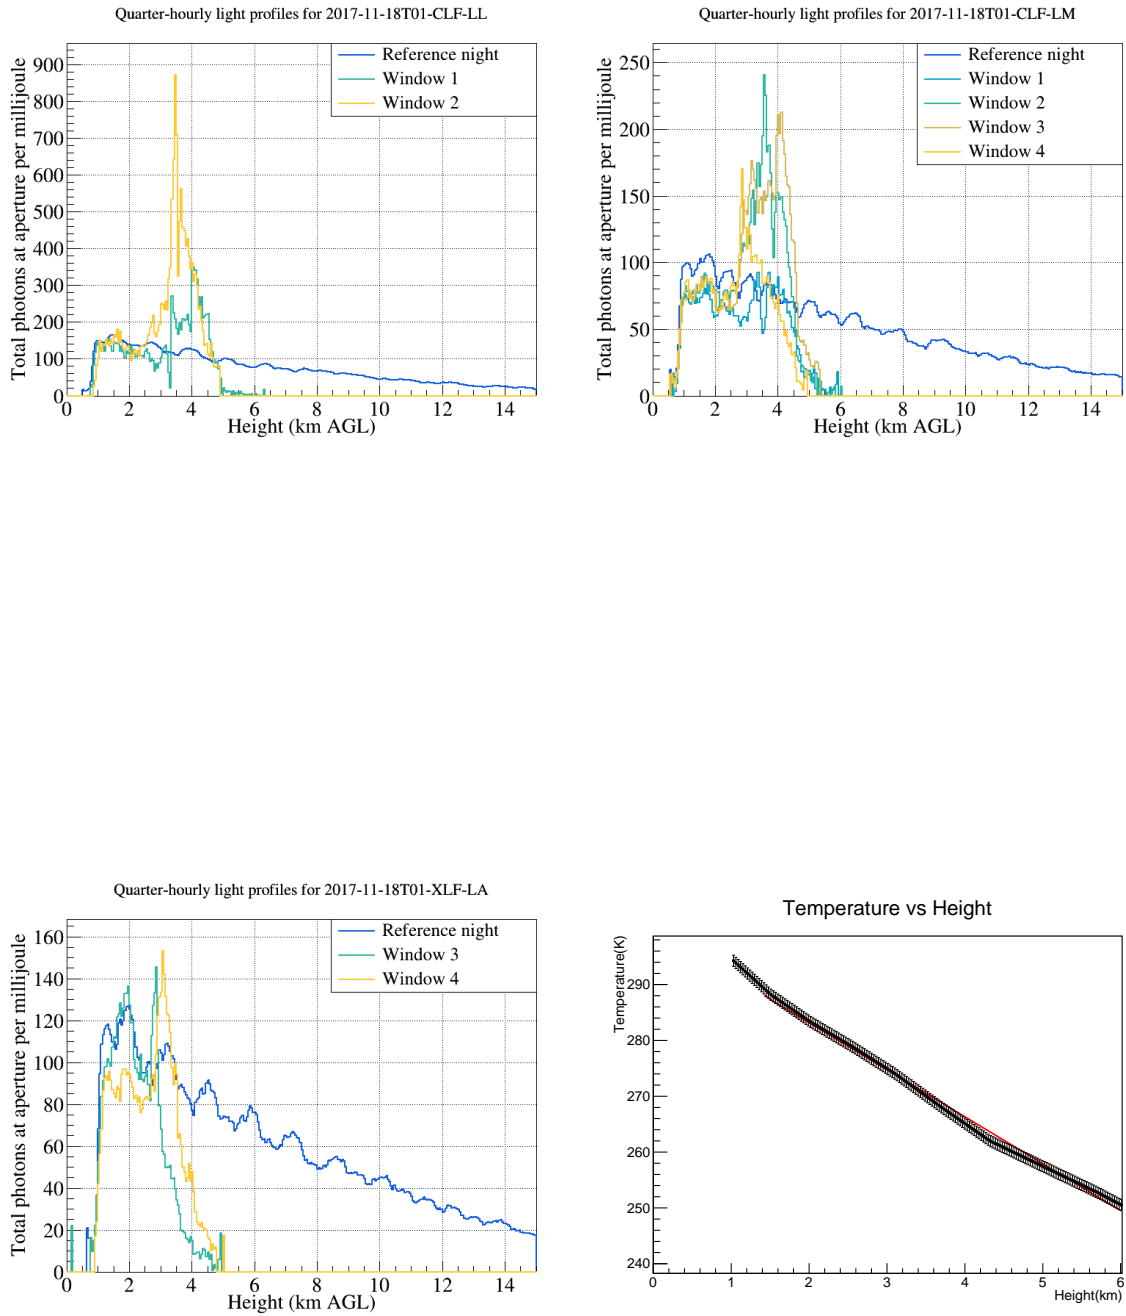 Quarter-hourly light profiles for 2017-11-18T01-CLF-LL
Total photons at aperture per millijoule
900
800
700
600
500
400
300
200
100
0
0 2 4 6 8 10 12 14
Height (km AGL)
Reference night
Window 1
Window 2
Quarter-hourly light profiles for 2017-11-18T01-CLF-LM
Total photons at aperture per millijoule
250
200
150
100
50
0
0 2 4 6 8 10 12 14
Height (km AGL)
Reference night
Window 1
Window 2
Window 3
Window 4
Quarter-hourly light profiles for 2017-11-18T01-XLF-LA
Total photons at aperture per millijoule
160
140
120
100
80
60
40
20
0
0 2 4 6 8 10 12 14
Height (km AGL)
Reference night
Window 3
Window 4
Temperature vs Height
Temperature(K)
290
280
270
260
250
240
0 1 2 3 4 5 6
Height(km)